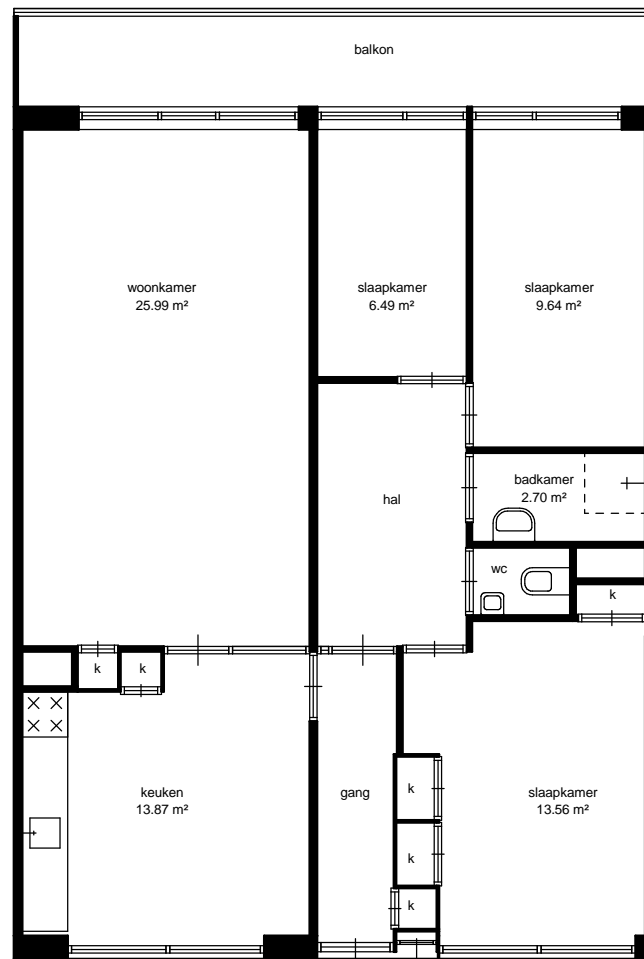 balkon
woonkamer
25.99 m²
slaapkamer
6.49 m²
slaapkamer
9.64 m²
hal
badkamer
2.70 m²
wc
k
k
k
keuken
13.87 m²
gang
k
slaapkamer
13.56 m²
k
k